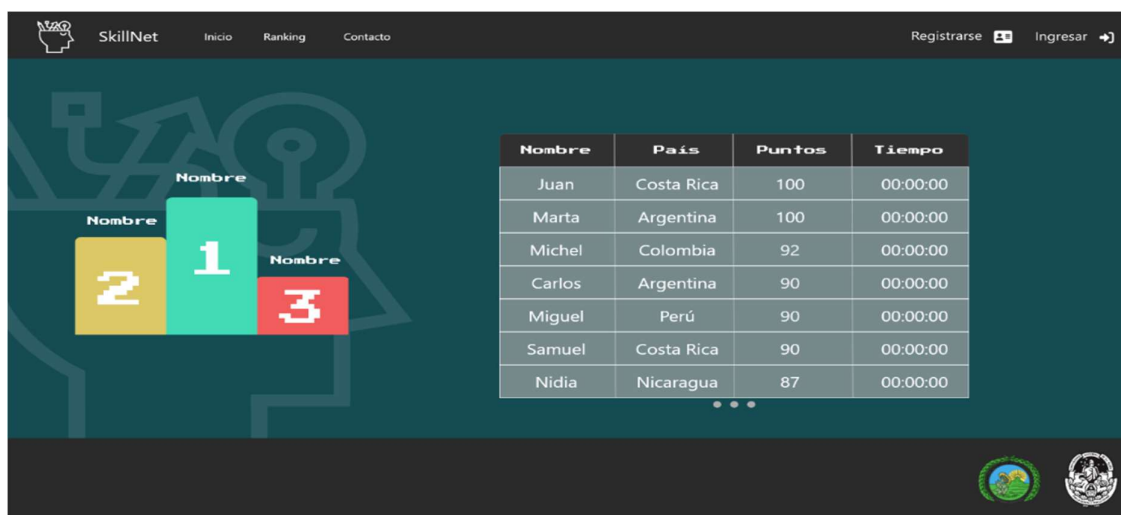 SkillNet Inicio Ranking Contacto Registrarse Ingresar
Nombre
Nombre
Nombre
1
2
3
Nombre País Puntos Tiempo
Juan Costa Rica 100 00:00:00
Marta Argentina 100 00:00:00
Michel Colombia 92 00:00:00
Carlos Argentina 90 00:00:00
Miguel Perú 90 00:00:00
Samuel Costa Rica 90 00:00:00
Nidia Nicaragua 87 00:00:00